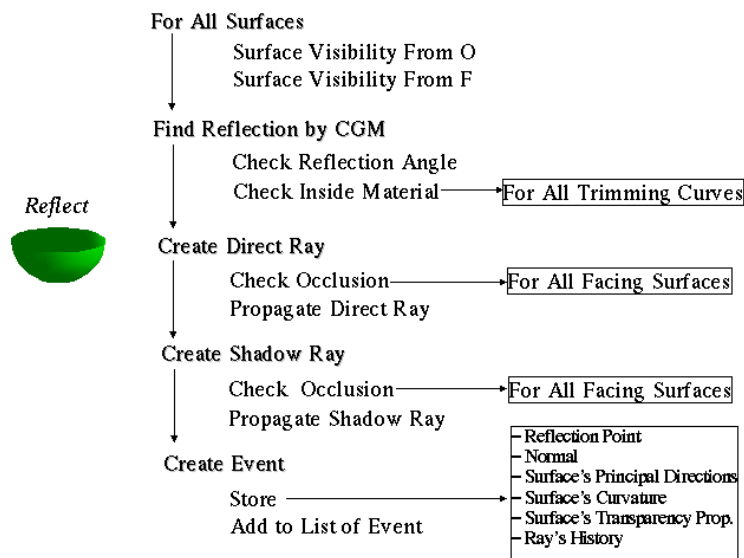 For All Surfaces
Surface Visibility From O
Surface Visibility From F
Find Reflection by CGM
Check Reflection Angle
Check Inside Material
For All Trimming Curves
Reflect
Create Direct Ray
Check Occlusion
For All Facing Surfaces
Propagate Direct Ray
Create Shadow Ray
Check Occlusion
For All Facing Surfaces
Propagate Shadow Ray
Create Event
Store
Add to List of Event
– Reflection Point
– Normal
– Surface's Principal Directions
– Surface's Curvature
– Surface's Transparency Prop.
– Ray's History